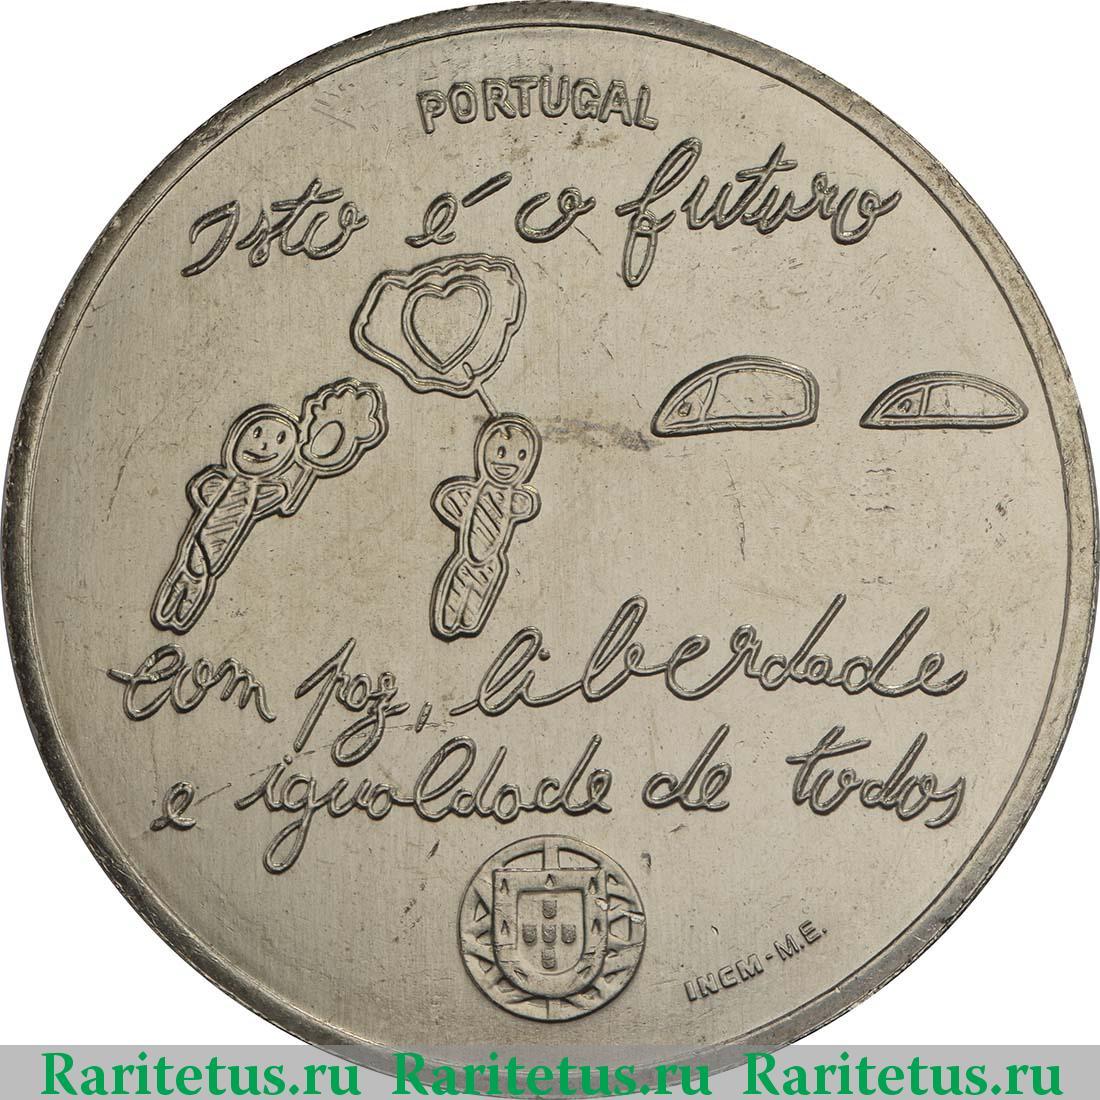 PORTUGAL
Isto é o futuro
com paz, liberdade
e igualdade de todos
INCM - M.E.
Raritetus.ru Raritetus.ru Raritetus.ru